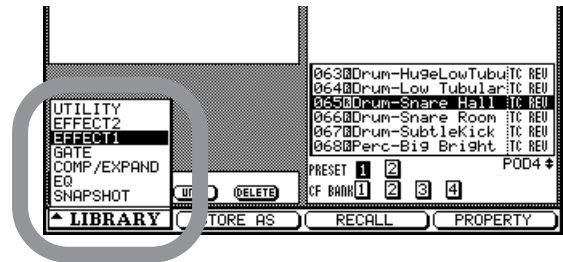 063 Drum-HugeLowTubu TC REV
064 Drum-Low Tubular TC REV
065 Drum-Snare Hall TC REV
066 Drum-Snare Room TC REV
067 Drum-SubtleKick TC REV
068 Perc-Big Bright TC REV
PRESET 1 2 POD4
CF BANK 1 2 3 4
UTILITY
EFFECT2
EFFECT1
GATE
COMP/EXPAND
EQ
SNAPSHOT
DELETE
LIBRARY
STORE AS
RECALL
PROPERTY